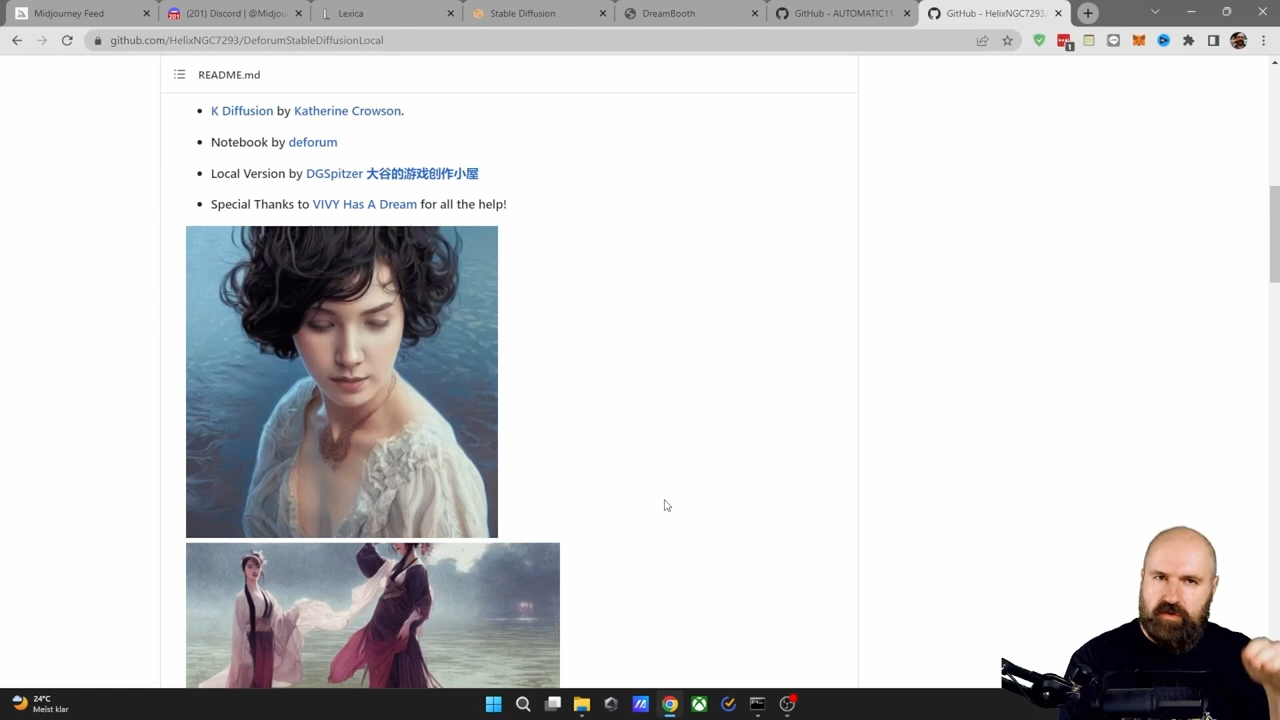 Midjourney Feed
(201) Discord | @Midjou
Lexica
Stable Diffusion
DreamBooth
GitHub - AUTOMATIC11
GitHub - HelixNGC7293/
github.com/HelixNGC7293/DeforumStableDiffusionLocal
1
README.md
K Diffusion by Katherine Crowson.
Notebook by deforum
Local Version by DGSpitzer 大谷的游戏创作小屋
Special Thanks to VIVY Has A Dream for all the help!
24°C
Meist klar